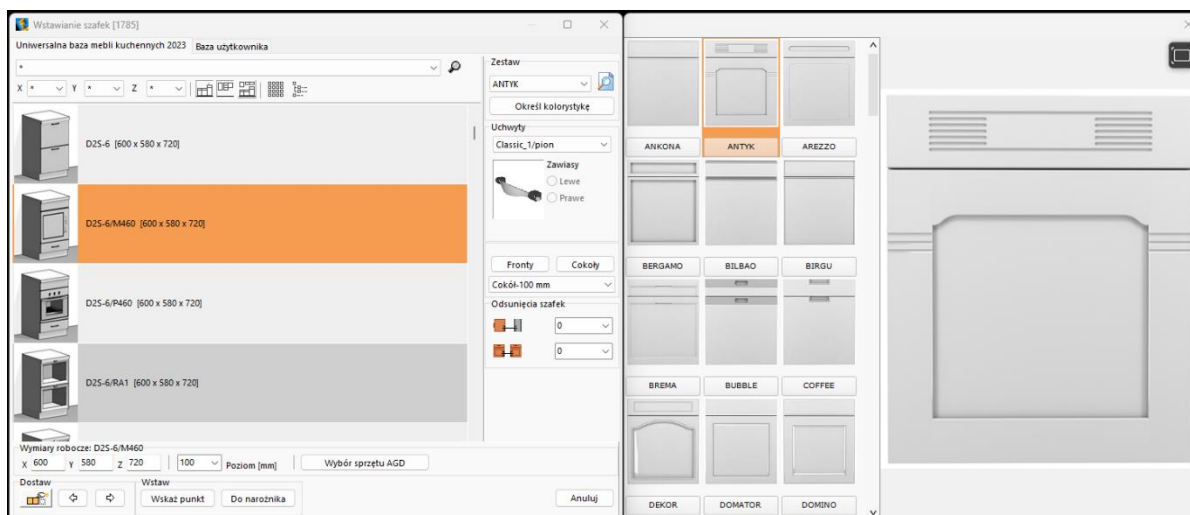 Wstawianie szafek [1785]
Uniwersalna baza mebli kuchennych 2023 Baza użytkownika
*
X * Y * Z *
D2S-6 [600 x 580 x 720]
D2S-6/M460 [600 x 580 x 720]
D2S-6/P460 [600 x 580 x 720]
D2S-6/RA1 [600 x 580 x 720]
Zestaw
ANTYK
Określ kolorystykę
Uchwyty
Classic_1/pion
Zawiasy
Lewe
Prawe
Fronty Cokoły
Cokół-100 mm
Odsunięcia szafek
0
0
Wymiary robocze: D2S-6/M460
X 600 Y 580 Z 720 100 Poziom [mm] Wybór sprzętu AGD
Dostaw Wstaw
Wskaż punkt Do narożnika Anuluj
ANKONA ANTYK AREZZO
BERGAMO BILBAO BIRGU
BREMA BUBBLE COFFEE
DEKOR DOMATOR DOMINO